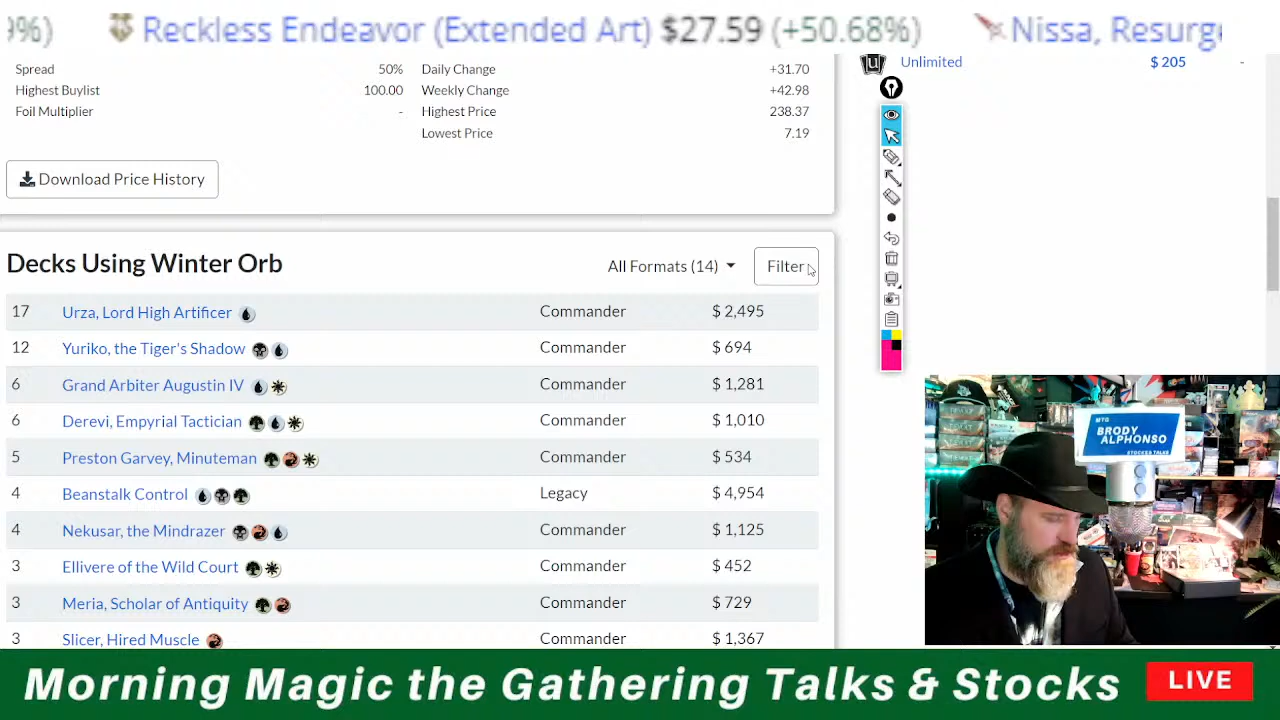 9%) Reckless Endeavor (Extended Art) $27.59 (+50.68%) Nissa, Resurg
Spread 50% Daily Change +31.70
Highest Buylist 100.00 Weekly Change +42.98
Foil Multiplier - Highest Price 238.37
Lowest Price 7.19
Unlimited $ 205 -
Download Price History
Decks Using Winter Orb All Formats (14) Filter
17 Urza, Lord High Artificer Commander $ 2,495
12 Yuriko, the Tiger's Shadow Commander $ 694
6 Grand Arbiter Augustin IV Commander $ 1,281
6 Derevi, Empyrial Tactician Commander $ 1,010
5 Preston Garvey, Minuteman Commander $ 534
4 Beanstalk Control Legacy $ 4,954
4 Nekusar, the Mindrazer Commander $ 1,125
3 Ellivere of the Wild Court Commander $ 452
3 Meria, Scholar of Antiquity Commander $ 729
3 Slicer, Hired Muscle Commander $ 1,367
MTG
BRODY
ALPHONSO
STOCKS & TALKS
Morning Magic the Gathering Talks & Stocks LIVE